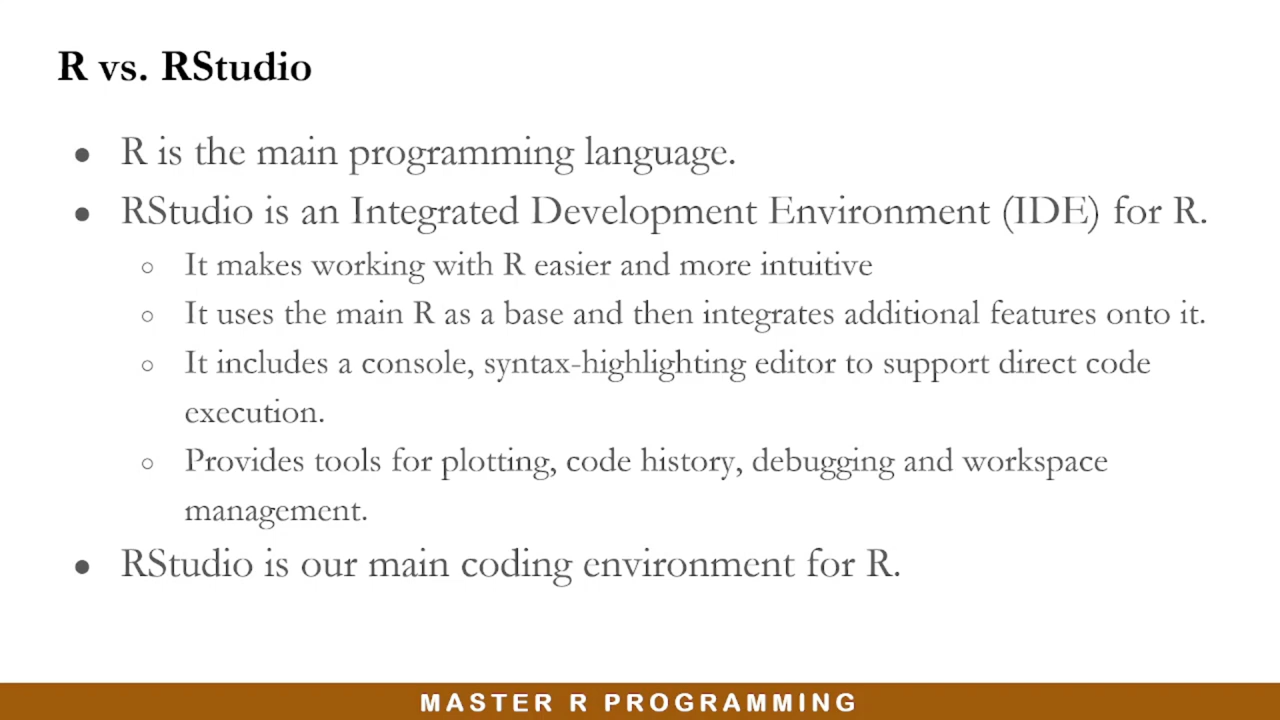 R vs. RStudio
● R is the main programming language.
● RStudio is an Integrated Development Environment (IDE) for R.
○ It makes working with R easier and more intuitive
○ It uses the main R as a base and then integrates additional features onto it.
○ It includes a console, syntax-highlighting editor to support direct code
execution.
○ Provides tools for plotting, code history, debugging and workspace
management.
● RStudio is our main coding environment for R.
MASTER R PROGRAMMING